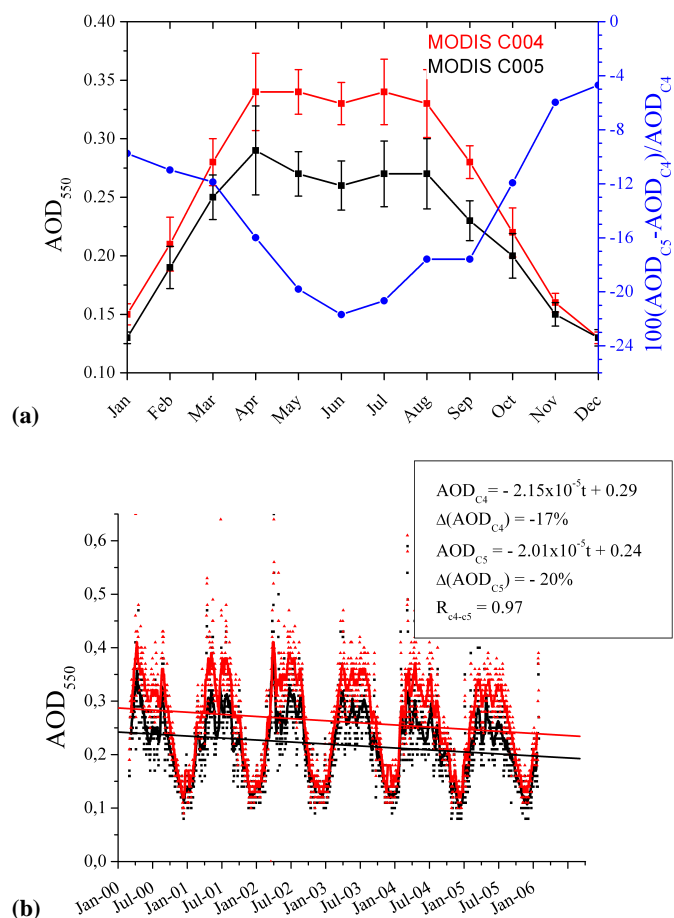 MODIS C004
MODIS C005
0.40
0.35
0.30
0.25
0.20
0.15
0.10
AOD550
0
-4
-8
-12
-16
-20
-24
100(AODC5-AODC4)/AODC4
Jan
Feb
Mar
Apr
May
Jun
Jul
Aug
Sep
Oct
Nov
Dec
(a)
AODC4= - 2.15x10-5t + 0.29
Δ(AODC4) = -17%
AODC5= - 2.01x10-5t + 0.24
Δ(AODC5) = - 20%
Rc4-c5 = 0.97
0,6
0,5
0,4
0,3
0,2
0,1
0,0
AOD550
Jan-00
Jul-00
Jan-01
Jul-01
Jan-02
Jul-02
Jan-03
Jul-03
Jan-04
Jul-04
Jan-05
Jul-05
Jan-06
(b)